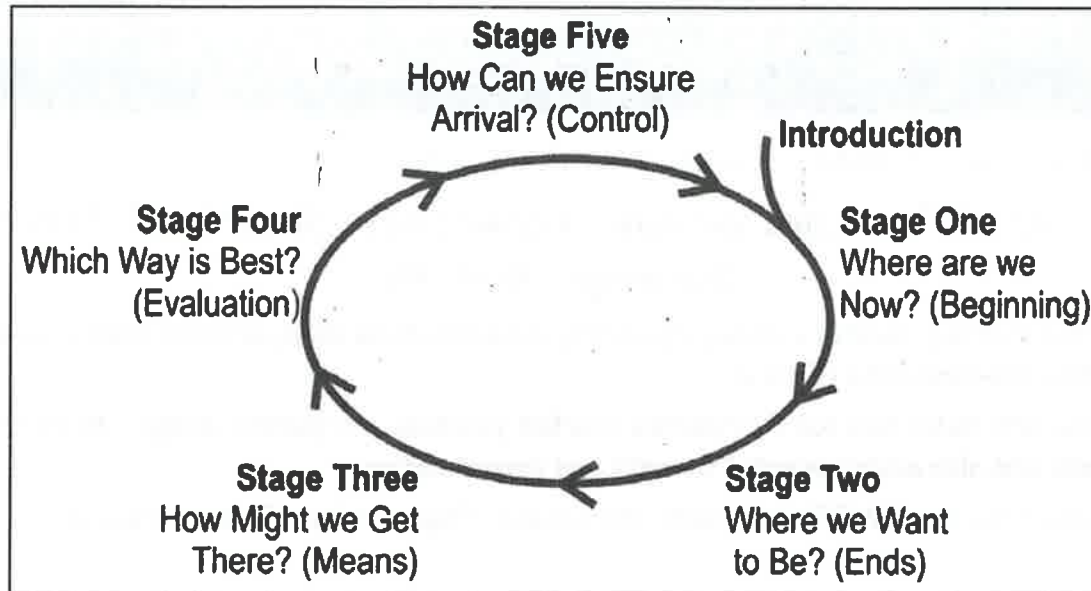 Stage Five
How Can we Ensure
Arrival? (Control)
Introduction
Stage One
Where are we
Now? (Beginning)
Stage Two
Where we Want
to Be? (Ends)
Stage Three
How Might we Get
There? (Means)
Stage Four
Which Way is Best?
(Evaluation)